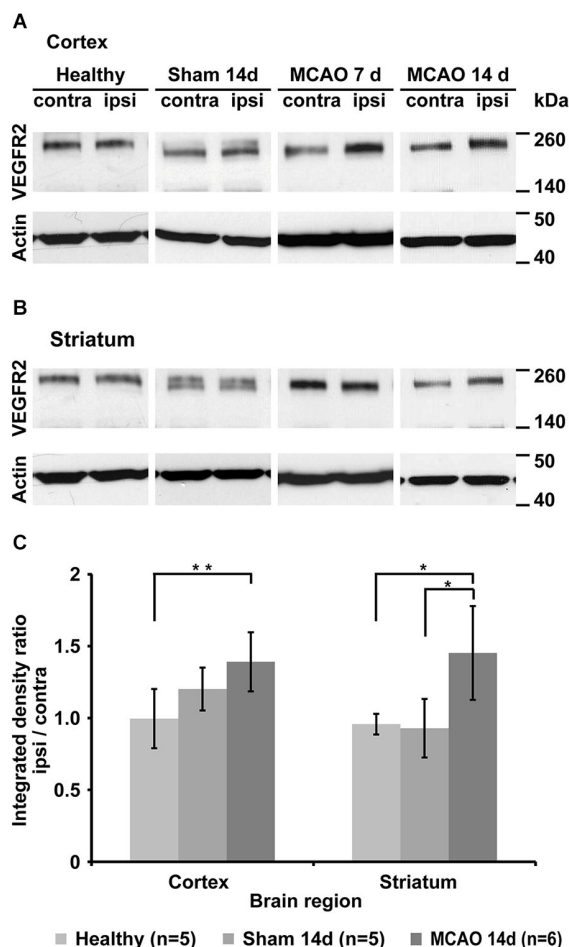 A
Cortex
Healthy Sham 14d MCAO 7 d MCAO 14 d
contra ipsi contra ipsi contra ipsi contra ipsi kDa
VEGFR2
260
140
Actin
50
40
B
Striatum
VEGFR2
260
140
Actin
50
40
C
Integrated density ratio
ipsi / contra
2
1.5
1.0
0.5
0
* *
*
*
Cortex Striatum
Brain region
Healthy (n=5) Sham 14d (n=5) MCAO 14d (n=6)